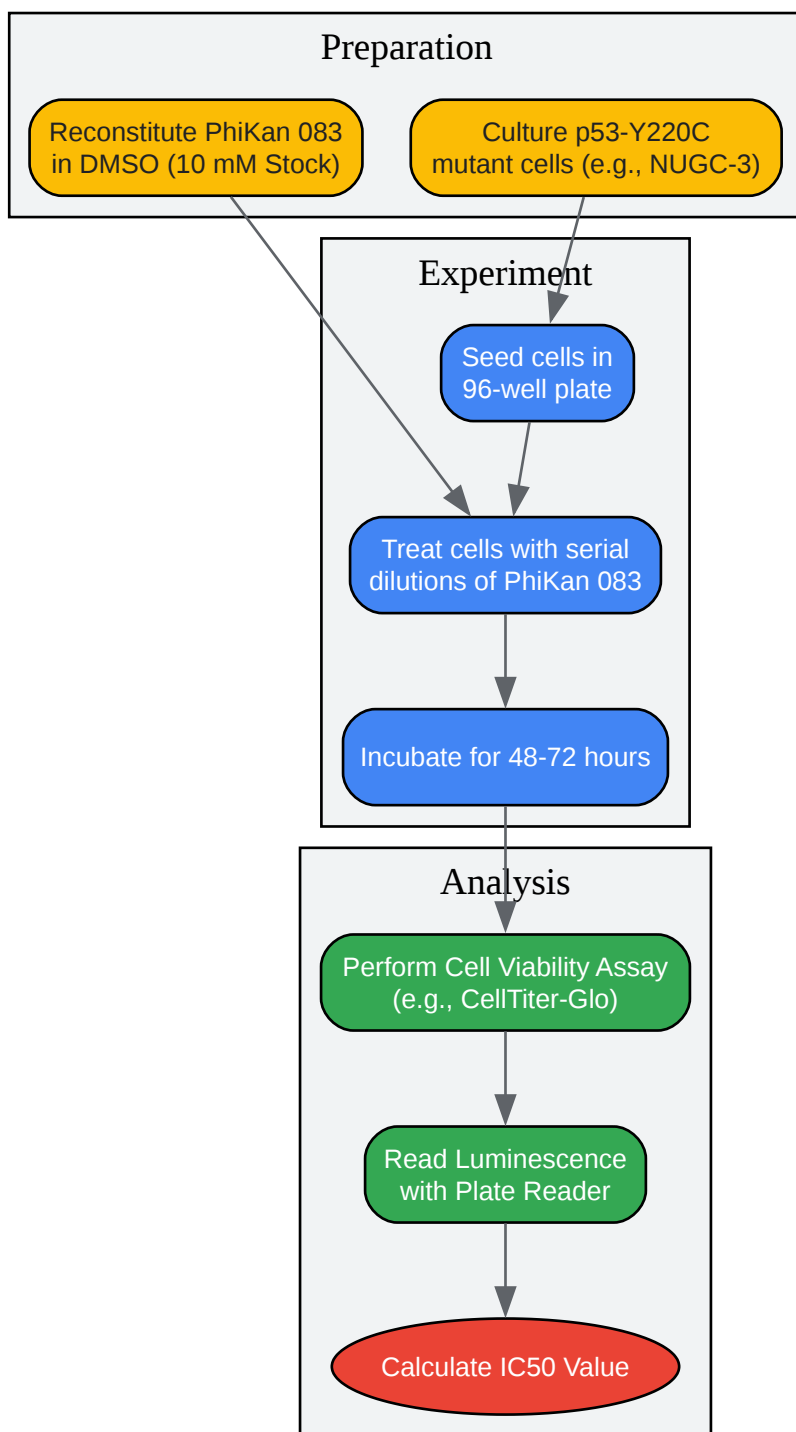 Preparation
Reconstitute PhiKan 083
in DMSO (10 mM Stock)
Culture p53-Y220C
mutant cells (e.g., NUGC-3)
Experiment
Seed cells in
96-well plate
Treat cells with serial
dilutions of PhiKan 083
Incubate for 48-72 hours
Analysis
Perform Cell Viability Assay
(e.g., CellTiter-Glo)
Read Luminescence
with Plate Reader
Calculate IC50 Value